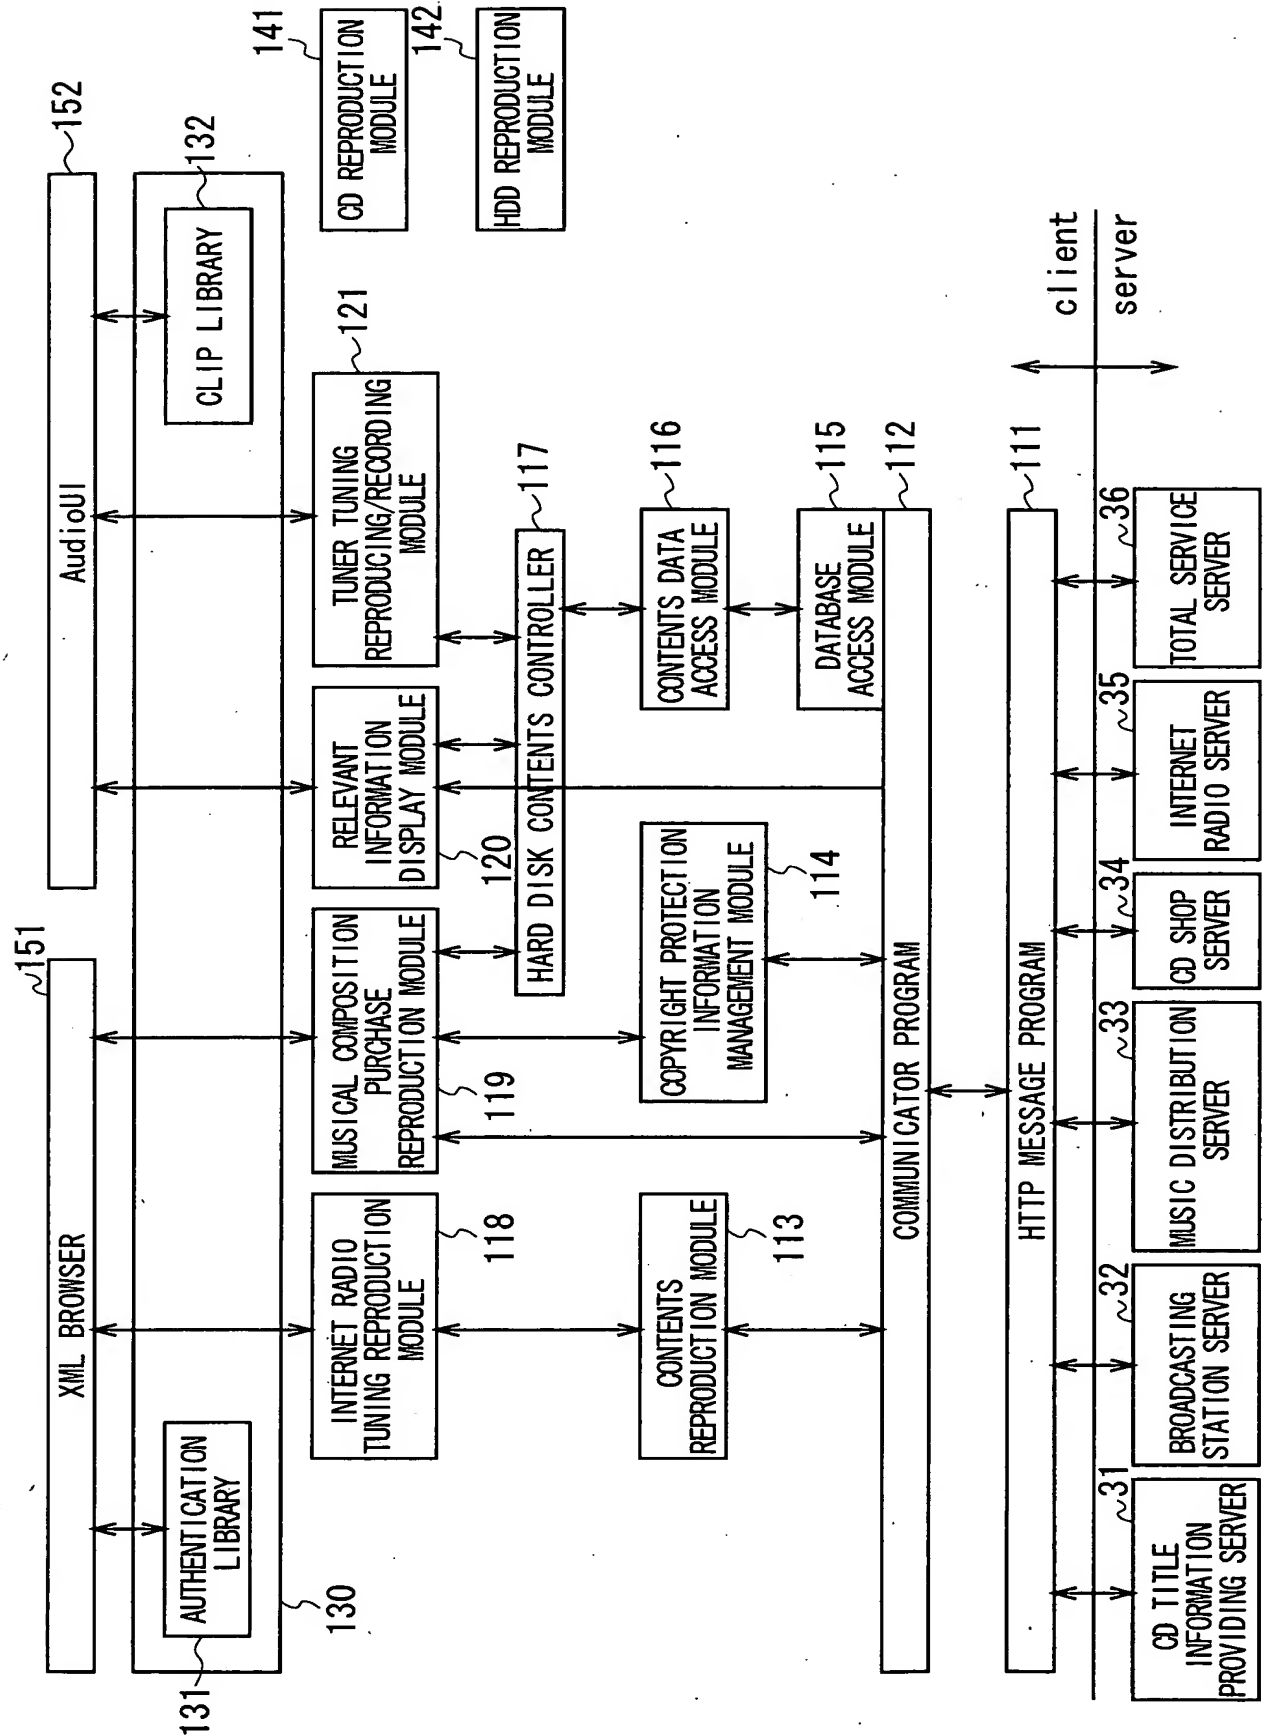 151
XML BROWSER
AudioUI
152
131
AUTHENTICATION
LIBRARY
130
CLIP LIBRARY
132
INTERNET RADIO
TUNING REPRODUCTION
MODULE
118
MUSICAL COMPOSITION
PURCHASE
REPRODUCTION MODULE
119
RELEVANT
INFORMATION
DISPLAY MODULE
120
TUNER TUNING
REPRODUCING/RECORDING
MODULE
121
CD REPRODUCTION
MODULE
141
HDD REPRODUCTION
MODULE
142
HARD DISK CONTENTS CONTROLLER
117
CONTENTS
REPRODUCTION MODULE
113
COPYRIGHT PROTECTION
INFORMATION
MANAGEMENT MODULE
114
CONTENTS DATA
ACCESS MODULE
116
DATABASE
ACCESS MODULE
115
COMMUNICATOR PROGRAM
112
HTTP MESSAGE PROGRAM
111
client
server
CD TITLE
INFORMATION
PROVIDING SERVER
31
BROADCASTING
STATION SERVER
32
MUSIC DISTRIBUTION
SERVER
33
CD SHOP
SERVER
34
INTERNET
RADIO SERVER
35
TOTAL SERVICE
SERVER
36